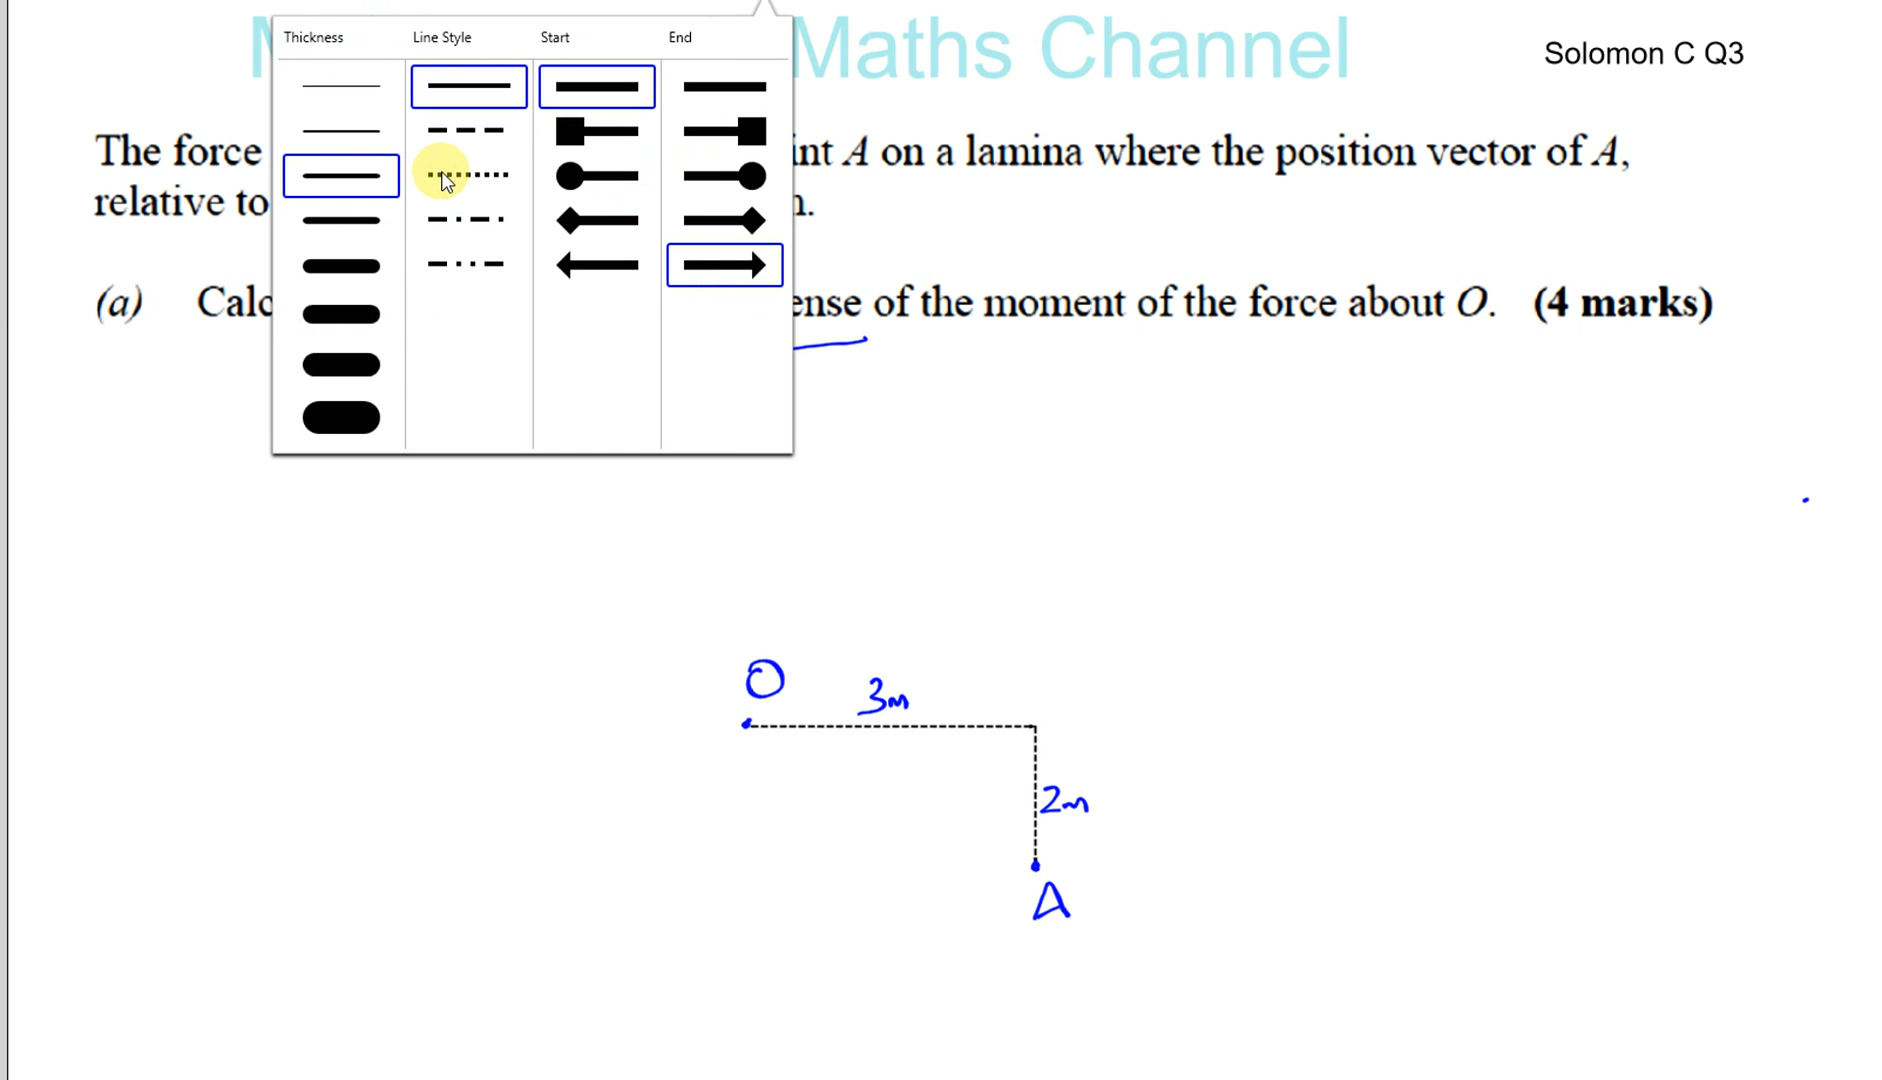 Maths Channel
Solomon C Q3
Thickness Line Style Start End
The force int A on a lamina where the position vector of A,
relative to
(a) Calc ense of the moment of the force about O. (4 marks)
O
3m
2m
A